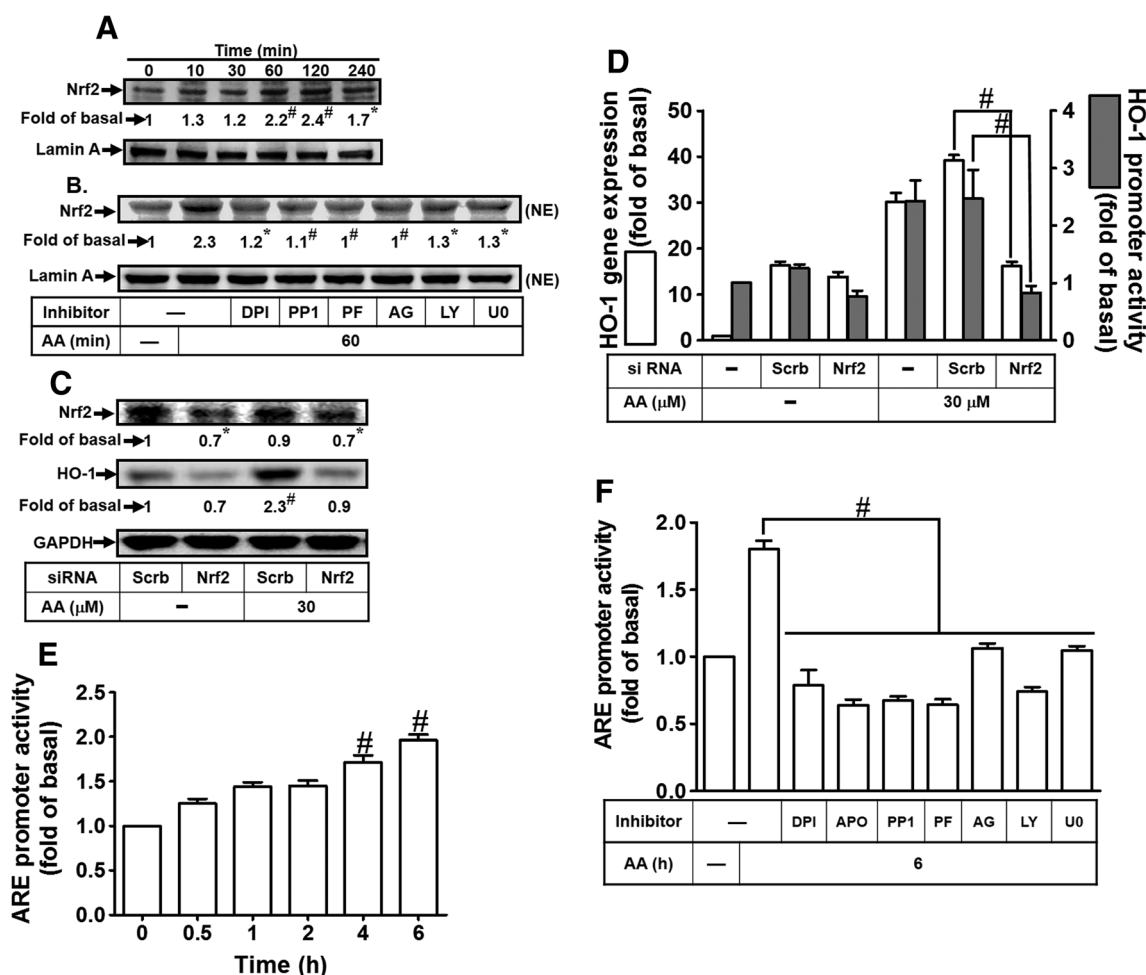 A
Time (min)
0 10 30 60 120 240
Nrf2
Fold of basal 1 1.3 1.2 2.2# 2.4# 1.7*
Lamin A
B.
Nrf2 (NE)
Fold of basal 1 2.3 1.2* 1.1# 1# 1# 1.3* 1.3*
Lamin A (NE)
Inhibitor — DPI PP1 PF AG LY U0
AA (min) — 60
C
Nrf2
Fold of basal 1 0.7* 0.9 0.7*
HO-1
Fold of basal 1 0.7 2.3# 0.9
GAPDH
siRNA Scrb Nrf2 Scrb Nrf2
AA (μM) – 30
D
HO-1 gene expression
(fold of basal)
50
40
30
20
10
0
#
#
4
3
2
1
0
HO-1 promoter activity
(fold of basal)
si RNA – Scrb Nrf2 – Scrb Nrf2
AA (μM) – 30 μM
E
ARE promoter activity
(fold of basal)
2.5
2.0
1.5
1.0
0.5
0.0
# #
0 0.5 1 2 4 6
Time (h)
F
ARE promoter activity
(fold of basal)
2.0
1.5
1.0
0.5
0.0
#
Inhibitor — DPI APO PP1 PF AG LY U0
AA (h) — 6